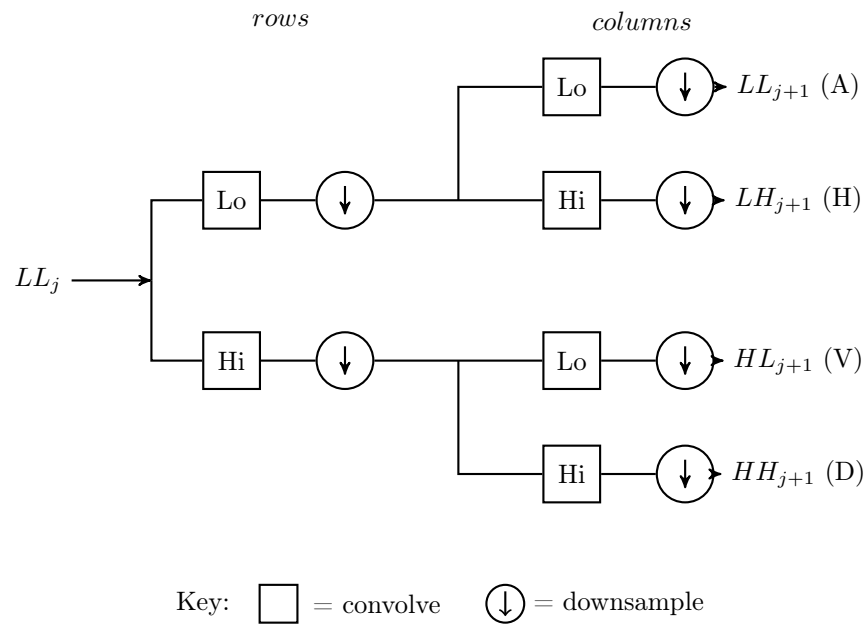 rows columns
Lo LL_{j+1} (A)
Lo Hi LH_{j+1} (H)
LL_j
Hi Lo HL_{j+1} (V)
Hi HH_{j+1} (D)
Key: = convolve = downsample